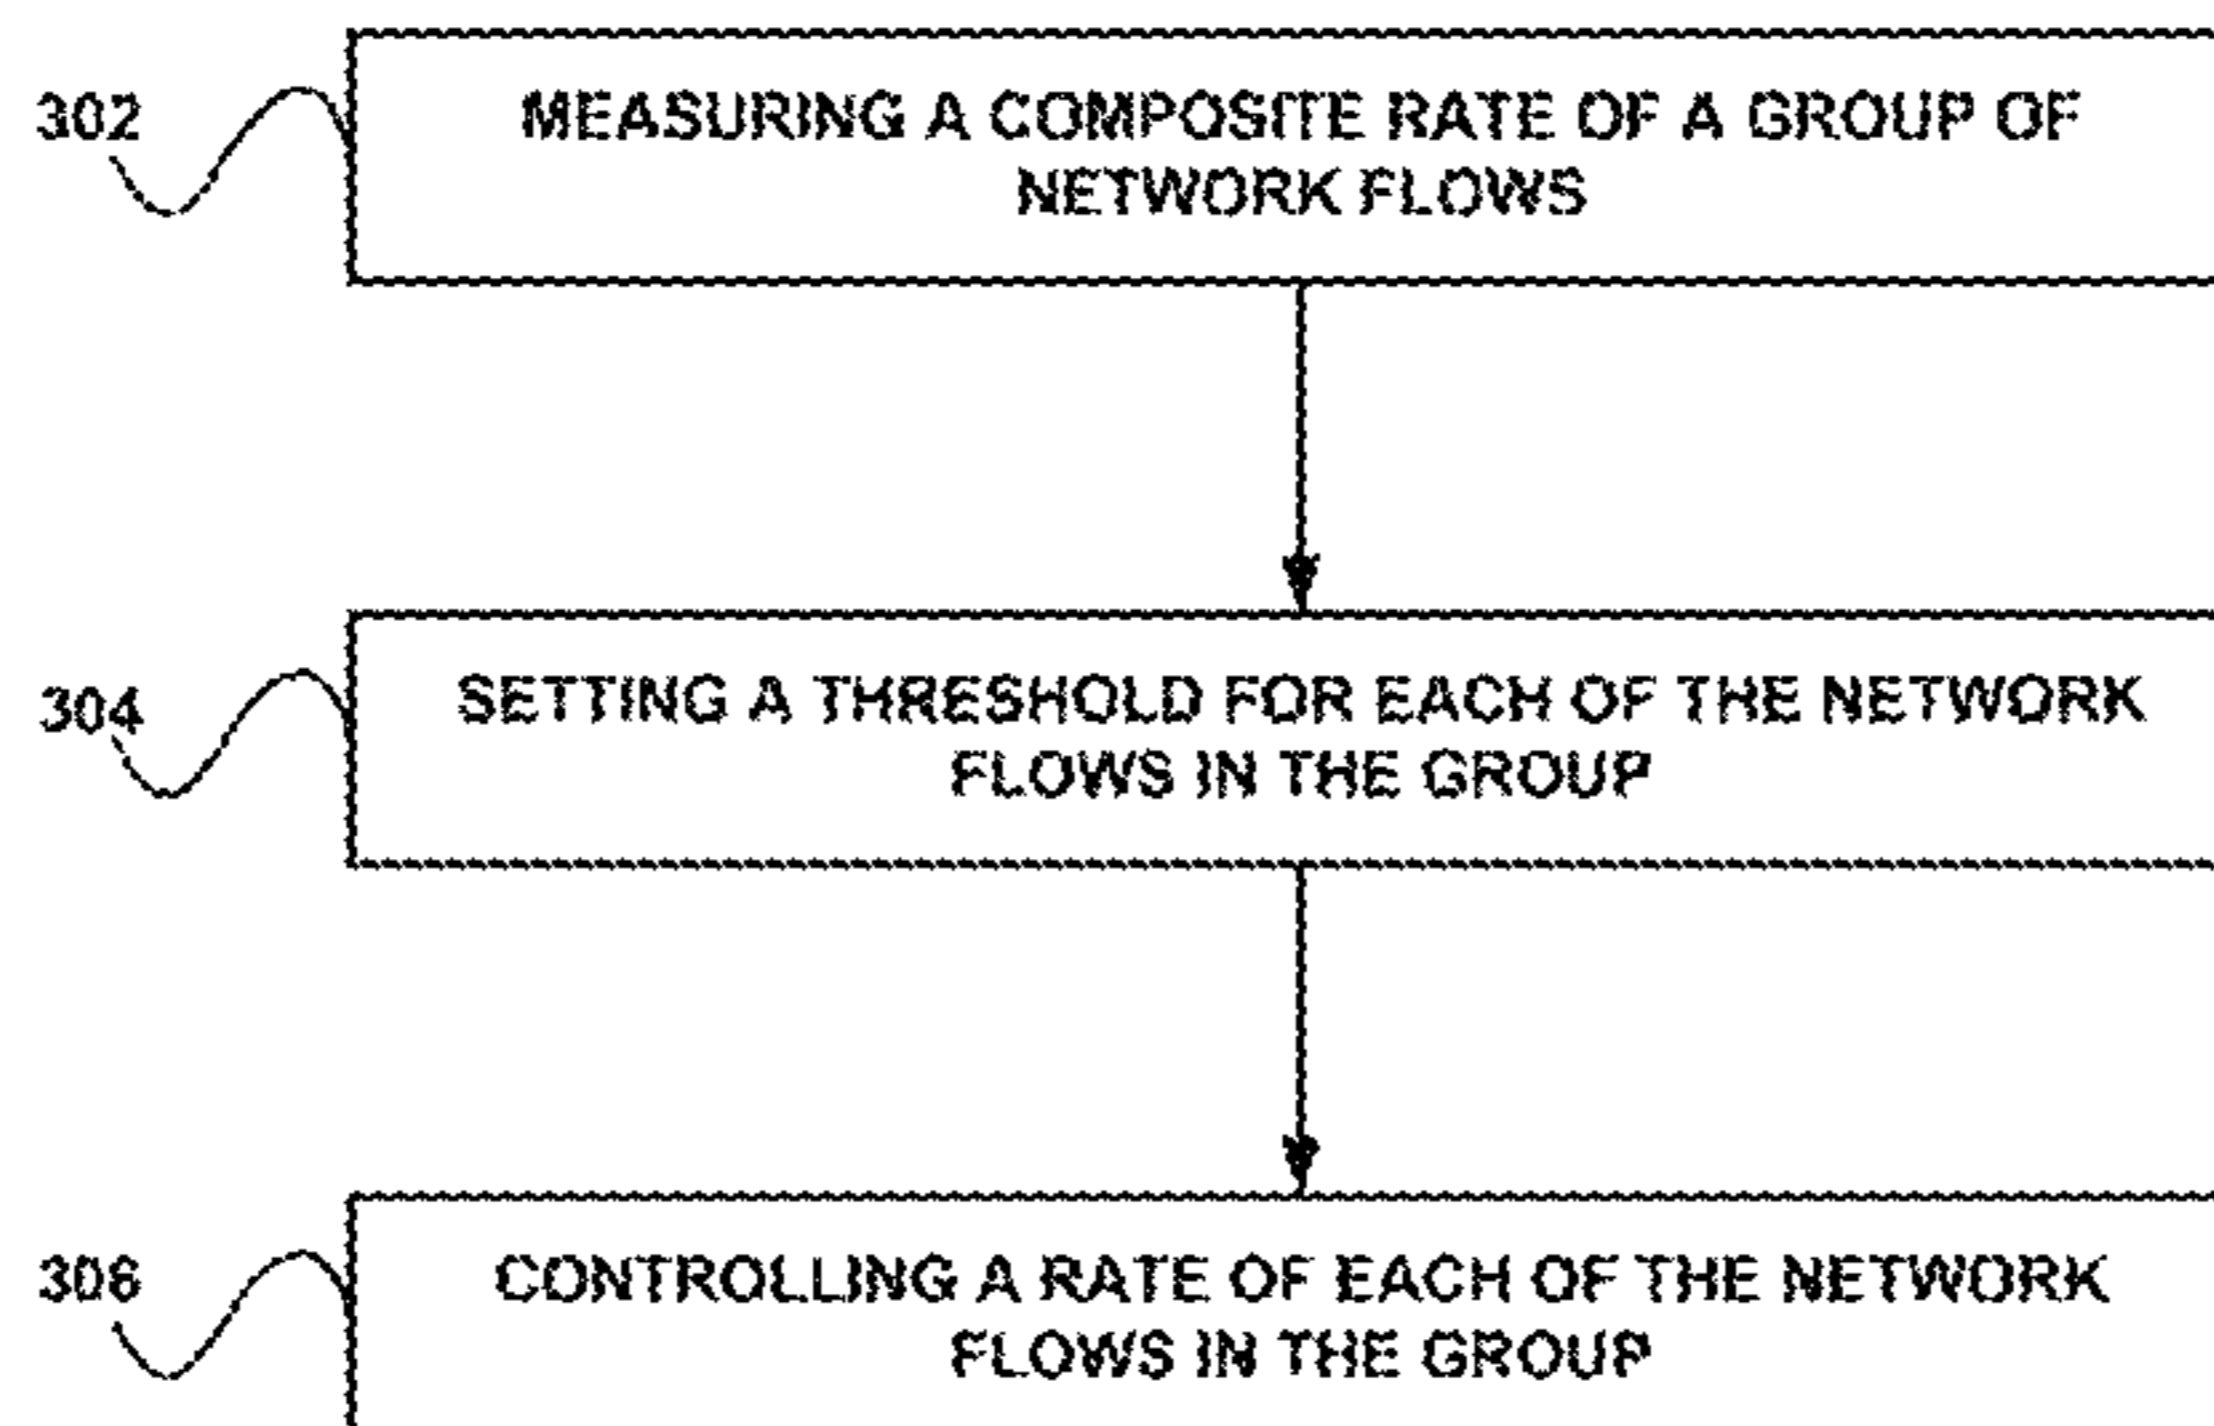 302
MEASURING A COMPOSITE RATE OF A GROUP OF
NETWORK FLOWS
304
SETTING A THRESHOLD FOR EACH OF THE NETWORK
FLOWS IN THE GROUP
306
CONTROLLING A RATE OF EACH OF THE NETWORK
FLOWS IN THE GROUP